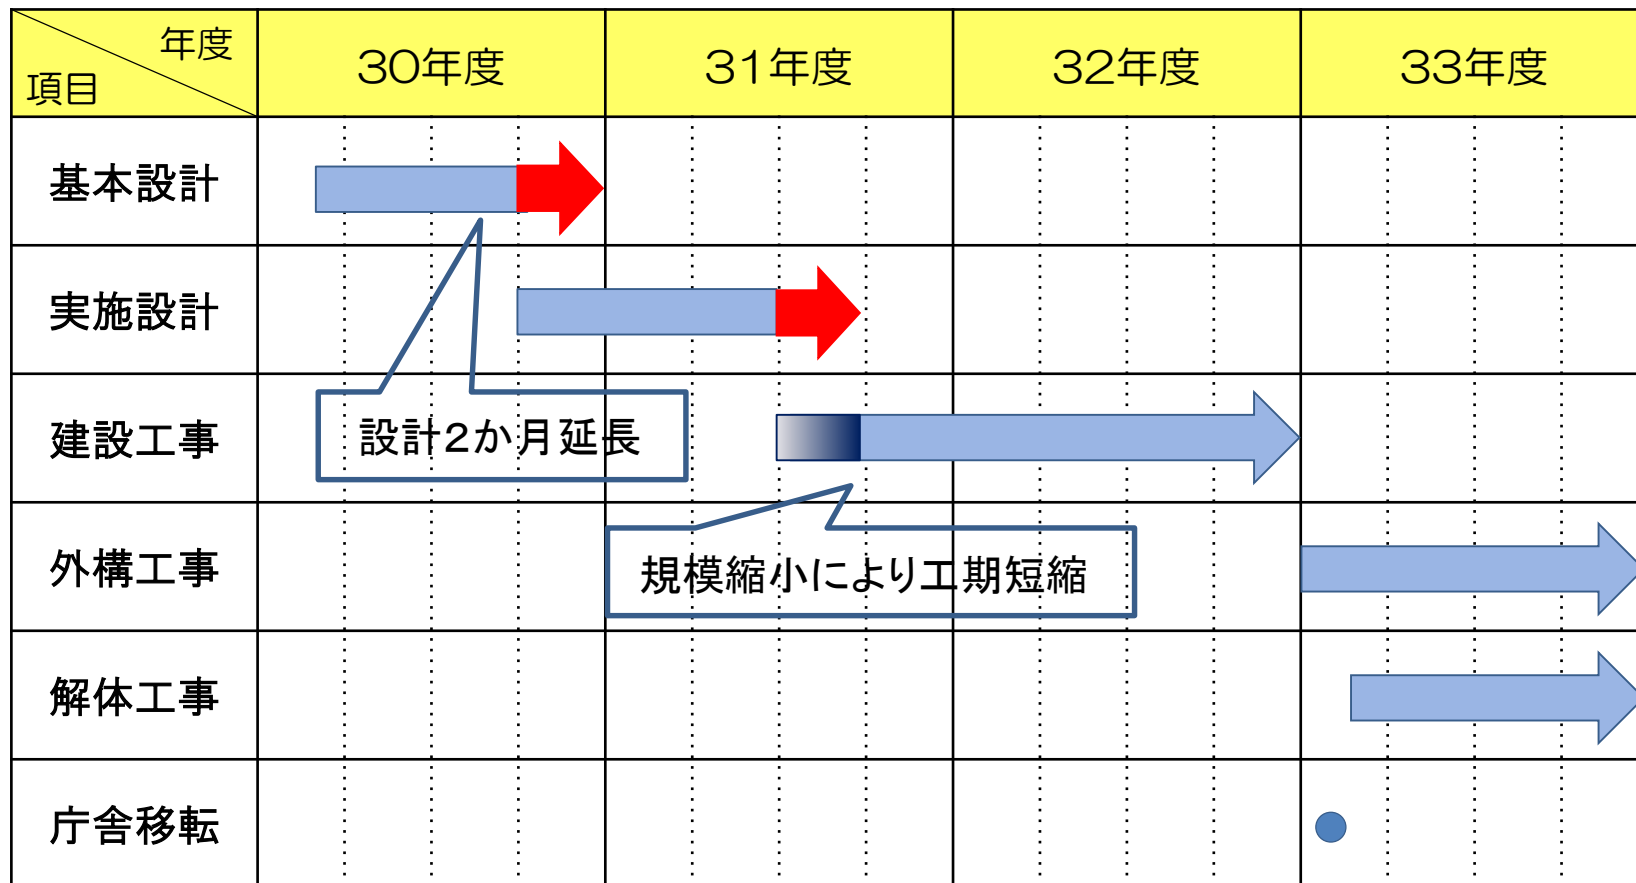 年度
項目
30年度
31年度
32年度
33年度
基本設計
実施設計
建設工事
設計2か月延長
外構工事
規模縮小により工期短縮
解体工事
庁舎移転